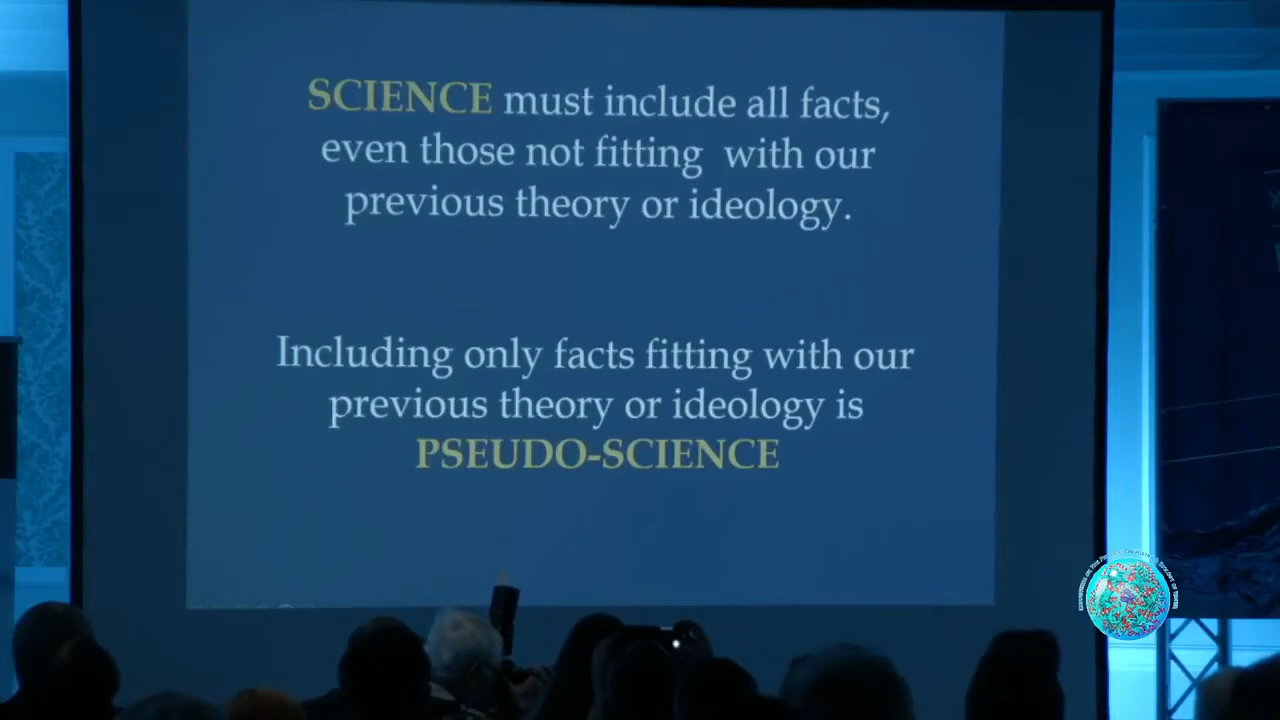 SCIENCE must include all facts,
even those not fitting with our
previous theory or ideology.
Including only facts fitting with our
previous theory or ideology is
PSEUDO-SCIENCE